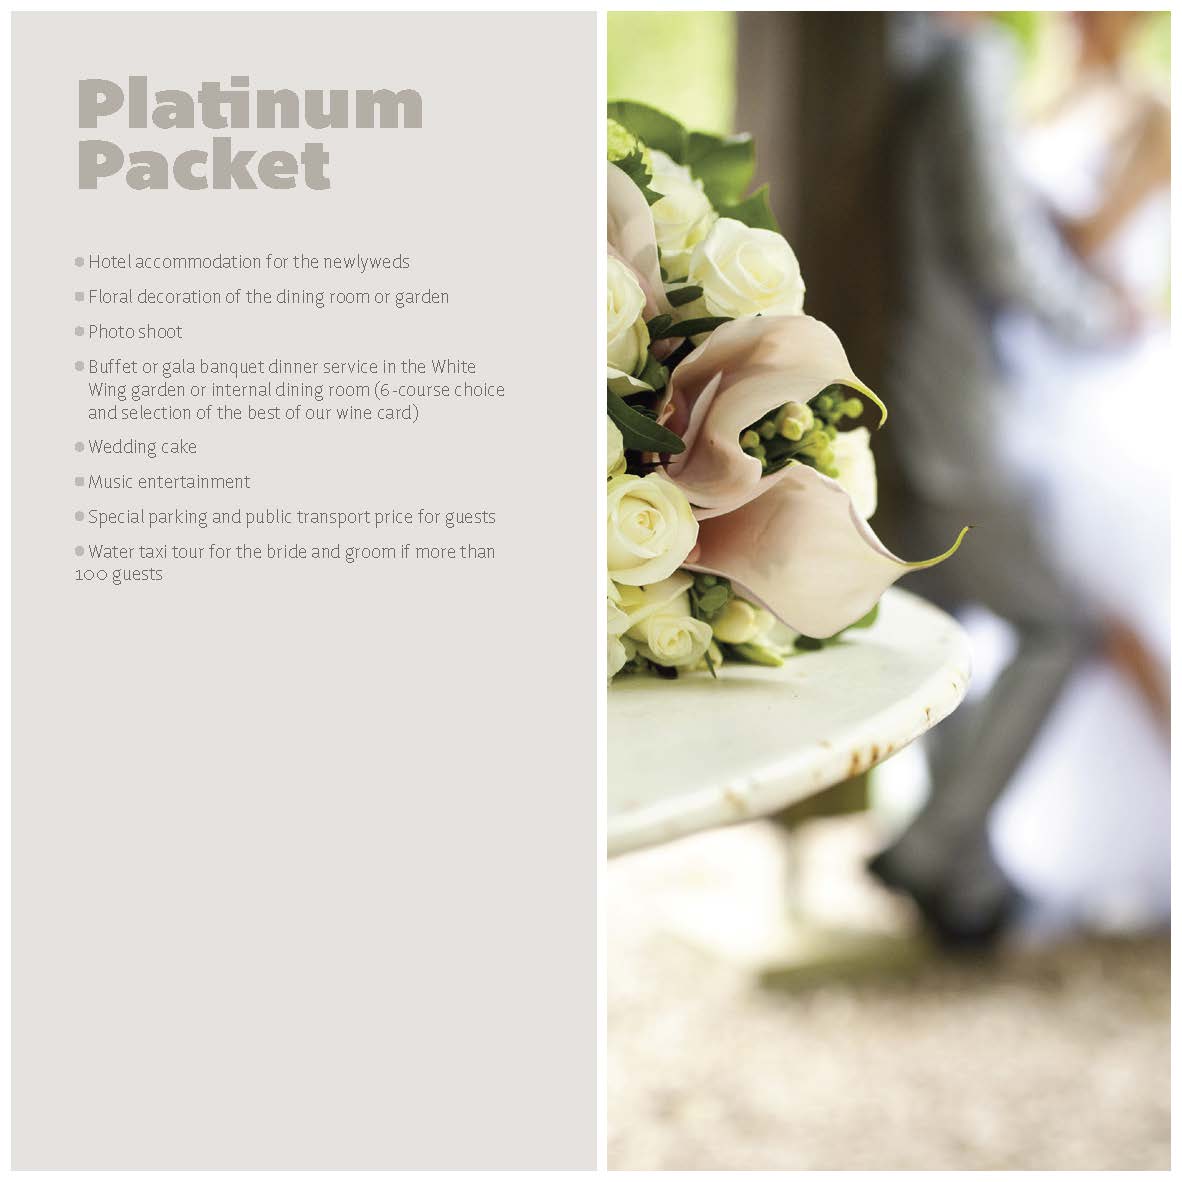 Platinum
Packet
Hotel accommodation for the newlyweds
Floral decoration of the dining room or garden
Photo shoot
Buffet or gala banquet dinner service in the White
Wing garden or internal dining room (6-course choice
and selection of the best of our wine card)
Wedding cake
Music entertainment
Special parking and public transport price for guests
Water taxi tour for the bride and groom if more than
100 guests